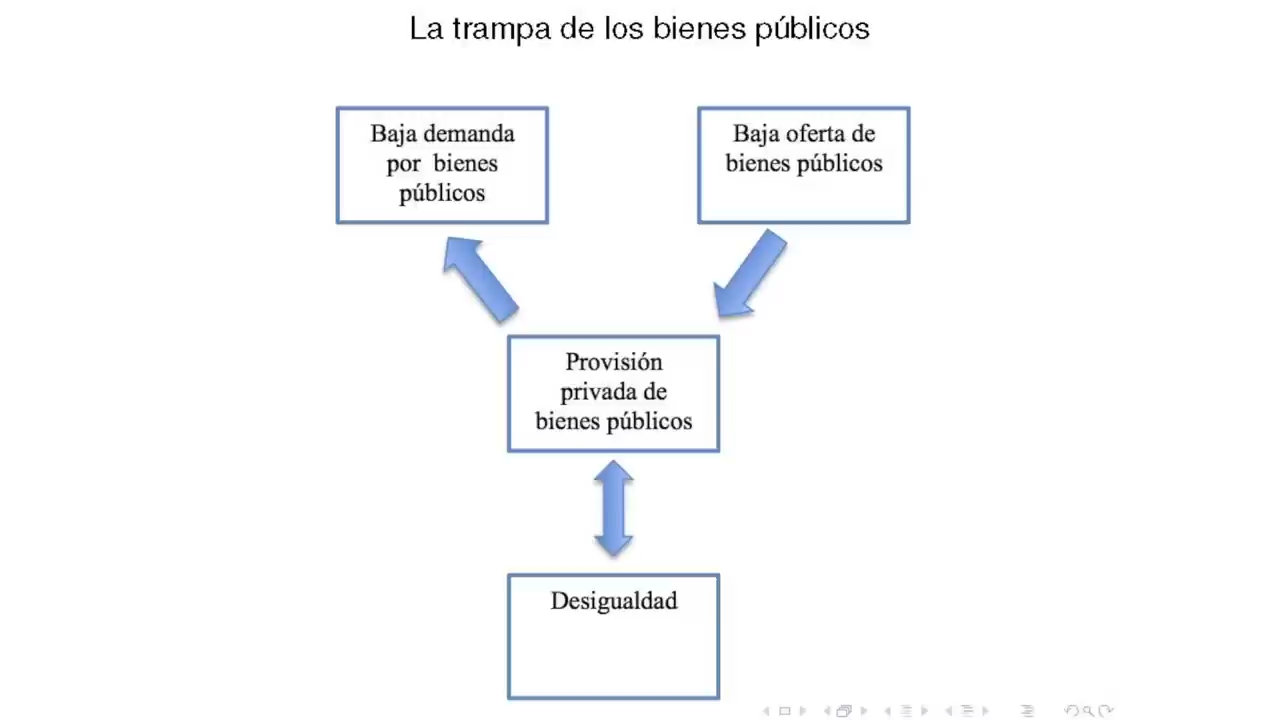 La trampa de los bienes públicos
Baja demanda
por bienes
públicos
Baja oferta de
bienes públicos
Provisión
privada de
bienes públicos
Desigualdad